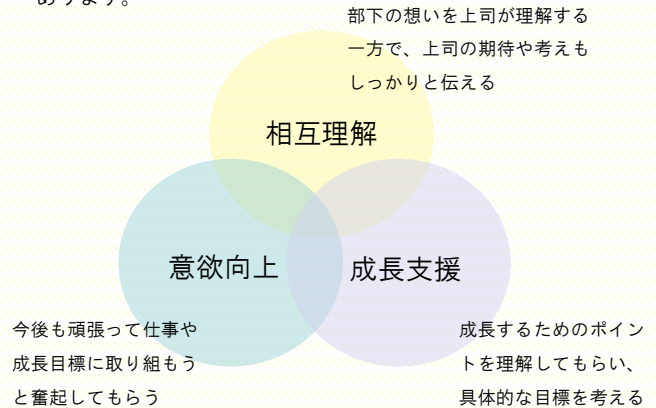 あります。
部下の想いを上司が理解する
一方で、上司の期待や考えも
しっかりと伝える
相互理解
意欲向上
成長支援
今後も頑張って仕事や
成長目標に取り組もう
と奮起してもらう
成長するためのポイン
トを理解してもらい、
具体的な目標を考える